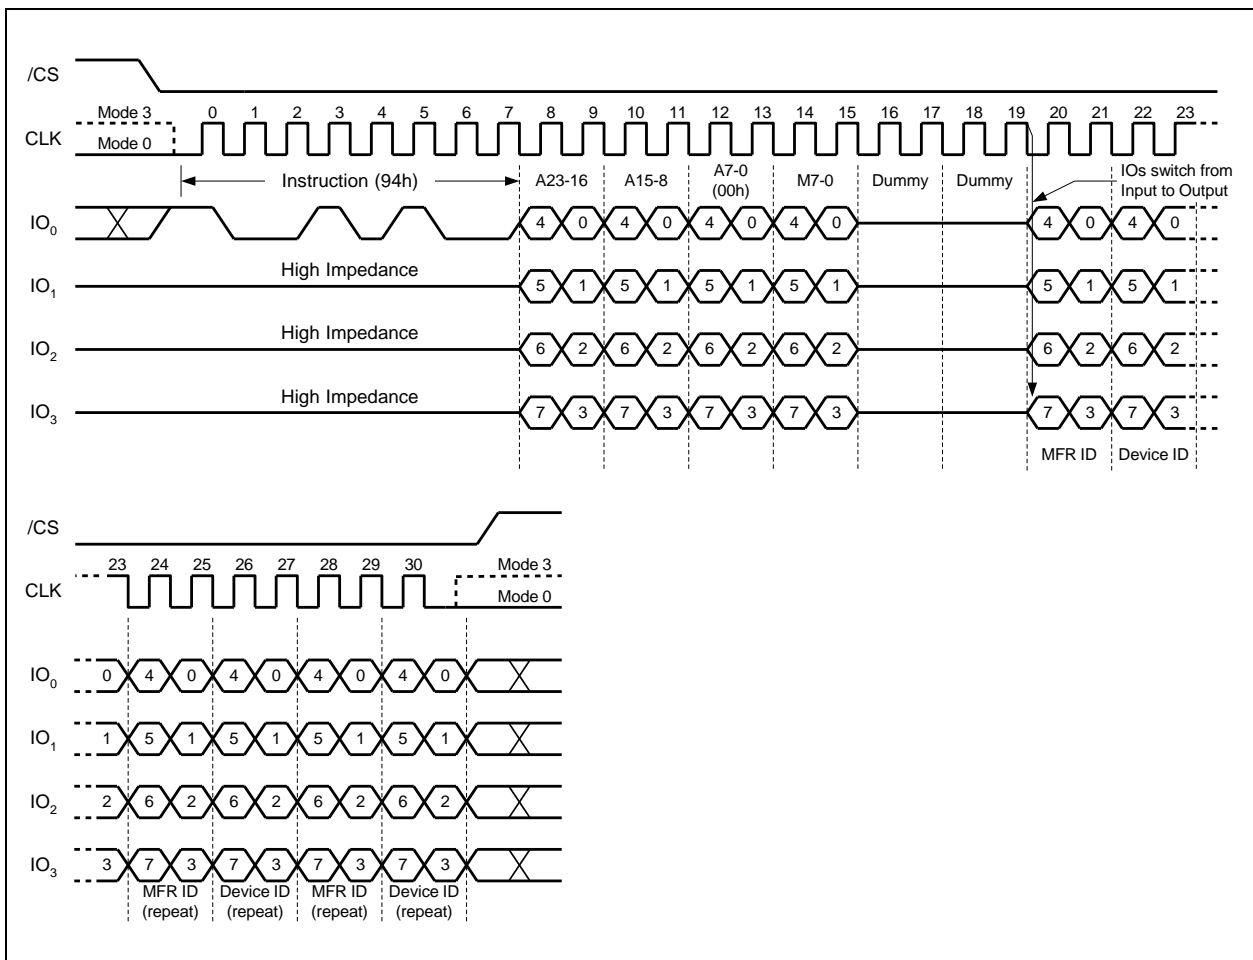 /CS
Mode 3 0 1 2 3 4 5 6 7 8 9 10 11 12 13 14 15 16 17 18 19 20 21 22 23
CLK Mode 0
Instruction (94h) A23-16 A15-8 A7-0 (00h) M7-0 Dummy Dummy IOs switch from
Input to Output
IO0 4 0 4 0 4 0 4 0 4 0 4 0
High Impedance
IO1 5 1 5 1 5 1 5 1 5 1 5 1
High Impedance
IO2 6 2 6 2 6 2 6 2 6 2 6 2
High Impedance
IO3 7 3 7 3 7 3 7 3 7 3 7 3
MFR ID Device ID
/CS
23 24 25 26 27 28 29 30 Mode 3
CLK Mode 0
IO0 0 4 0 4 0 4 0 4 0
IO1 1 5 1 5 1 5 1 5 1
IO2 2 6 2 6 2 6 2 6 2
IO3 3 7 3 7 3 7 3 7 3
MFR ID Device ID MFR ID Device ID
(repeat) (repeat) (repeat) (repeat)